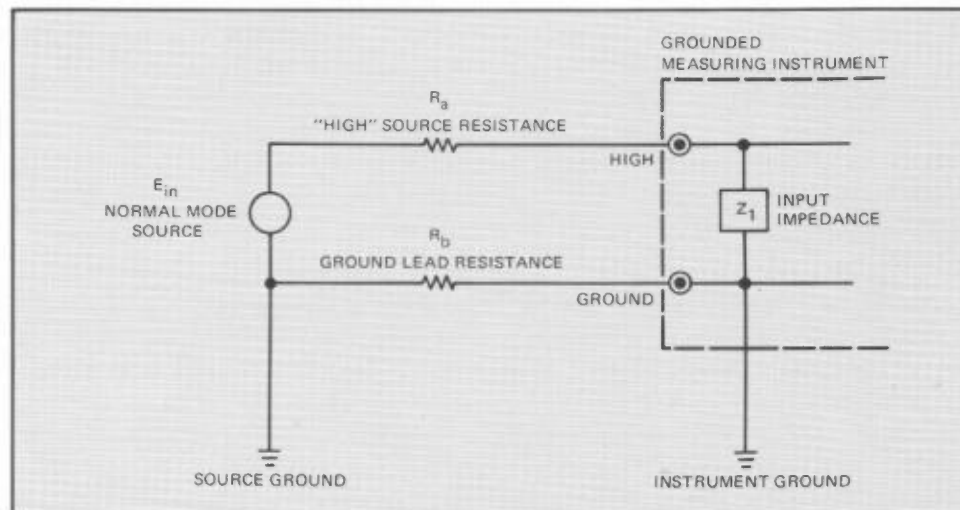 GROUNDED
MEASURING INSTRUMENT
Ra
"HIGH" SOURCE RESISTANCE
HIGH
Ein
NORMAL MODE
SOURCE
Z1
INPUT
IMPEDANCE
Rb
GROUND LEAD RESISTANCE
GROUND
SOURCE GROUND
INSTRUMENT GROUND